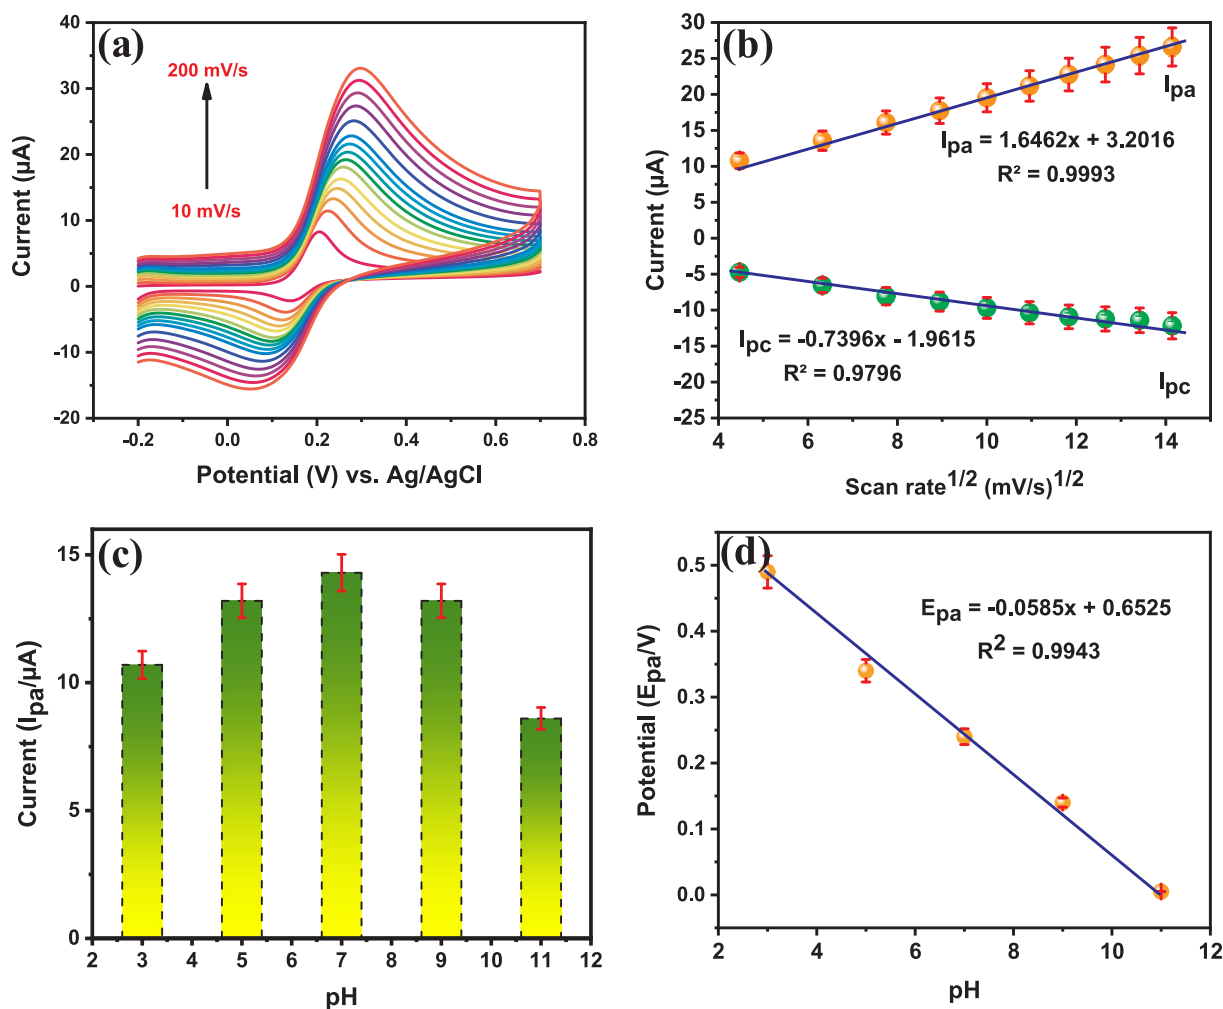 (a)
40
30
20
10
0
-10
-20
Current (µA)
200 mV/s
10 mV/s
-0.2 0.0 0.2 0.4 0.6 0.8
Potential (V) vs. Ag/AgCl
(b)
30
25
20
15
10
5
0
-5
-10
-15
-20
-25
Current (µA)
Ipa
Ipa = 1.6462x + 3.2016
R² = 0.9993
Ipc = -0.7396x - 1.9615
R² = 0.9796
Ipc
4 6 8 10 12 14
Scan rate1/2 (mV/s)1/2
(c)
15
10
5
0
Current (Ipa/µA)
2 3 4 5 6 7 8 9 10 11 12
pH
(d)
0.5
0.4
0.3
0.2
0.1
0.0
Potential (Epa/V)
Epa = -0.0585x + 0.6525
R2 = 0.9943
2 4 6 8 10 12
pH